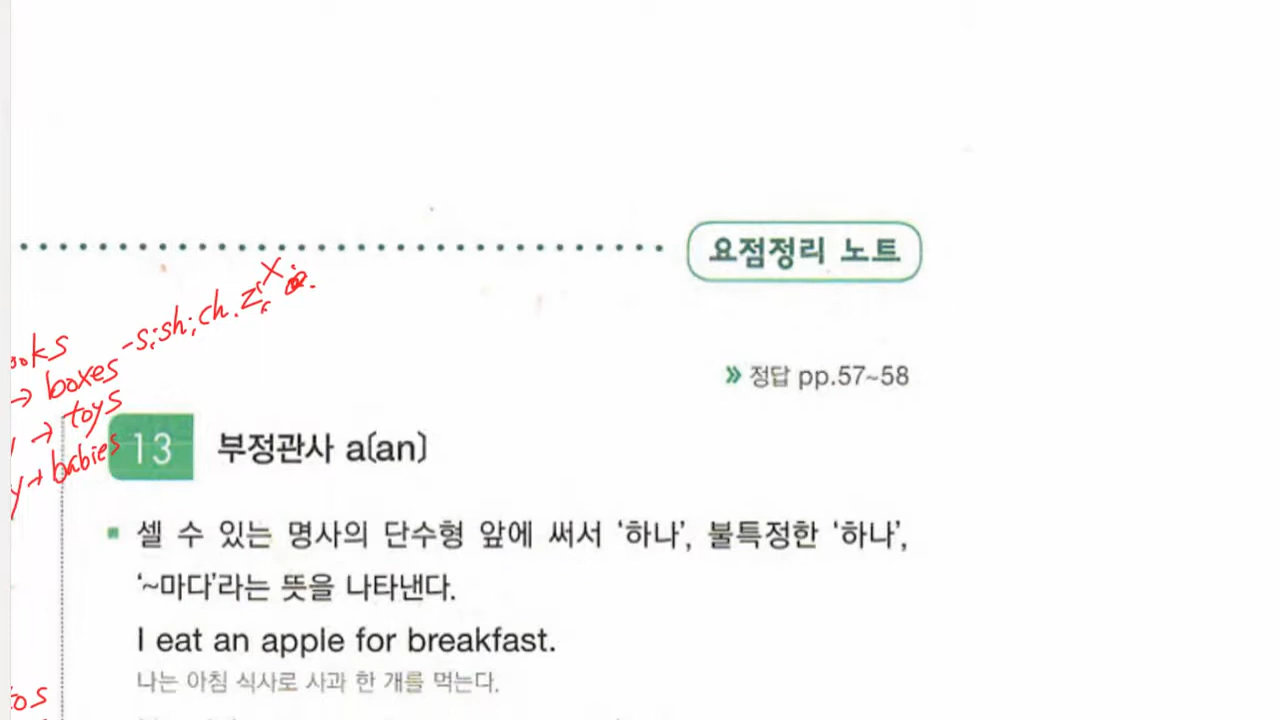 요점정리 노트
-s, sh, ch. z, x
→ boxes
→ toys
→ babies
» 정답 pp.57~58
13 부정관사 a(an)
셀 수 있는 명사의 단수형 앞에 써서 ‘하나’, 불특정한 ‘하나’,
‘~마다’라는 뜻을 나타낸다.
I eat an apple for breakfast.
나는 아침 식사로 사과 한 개를 먹는다.